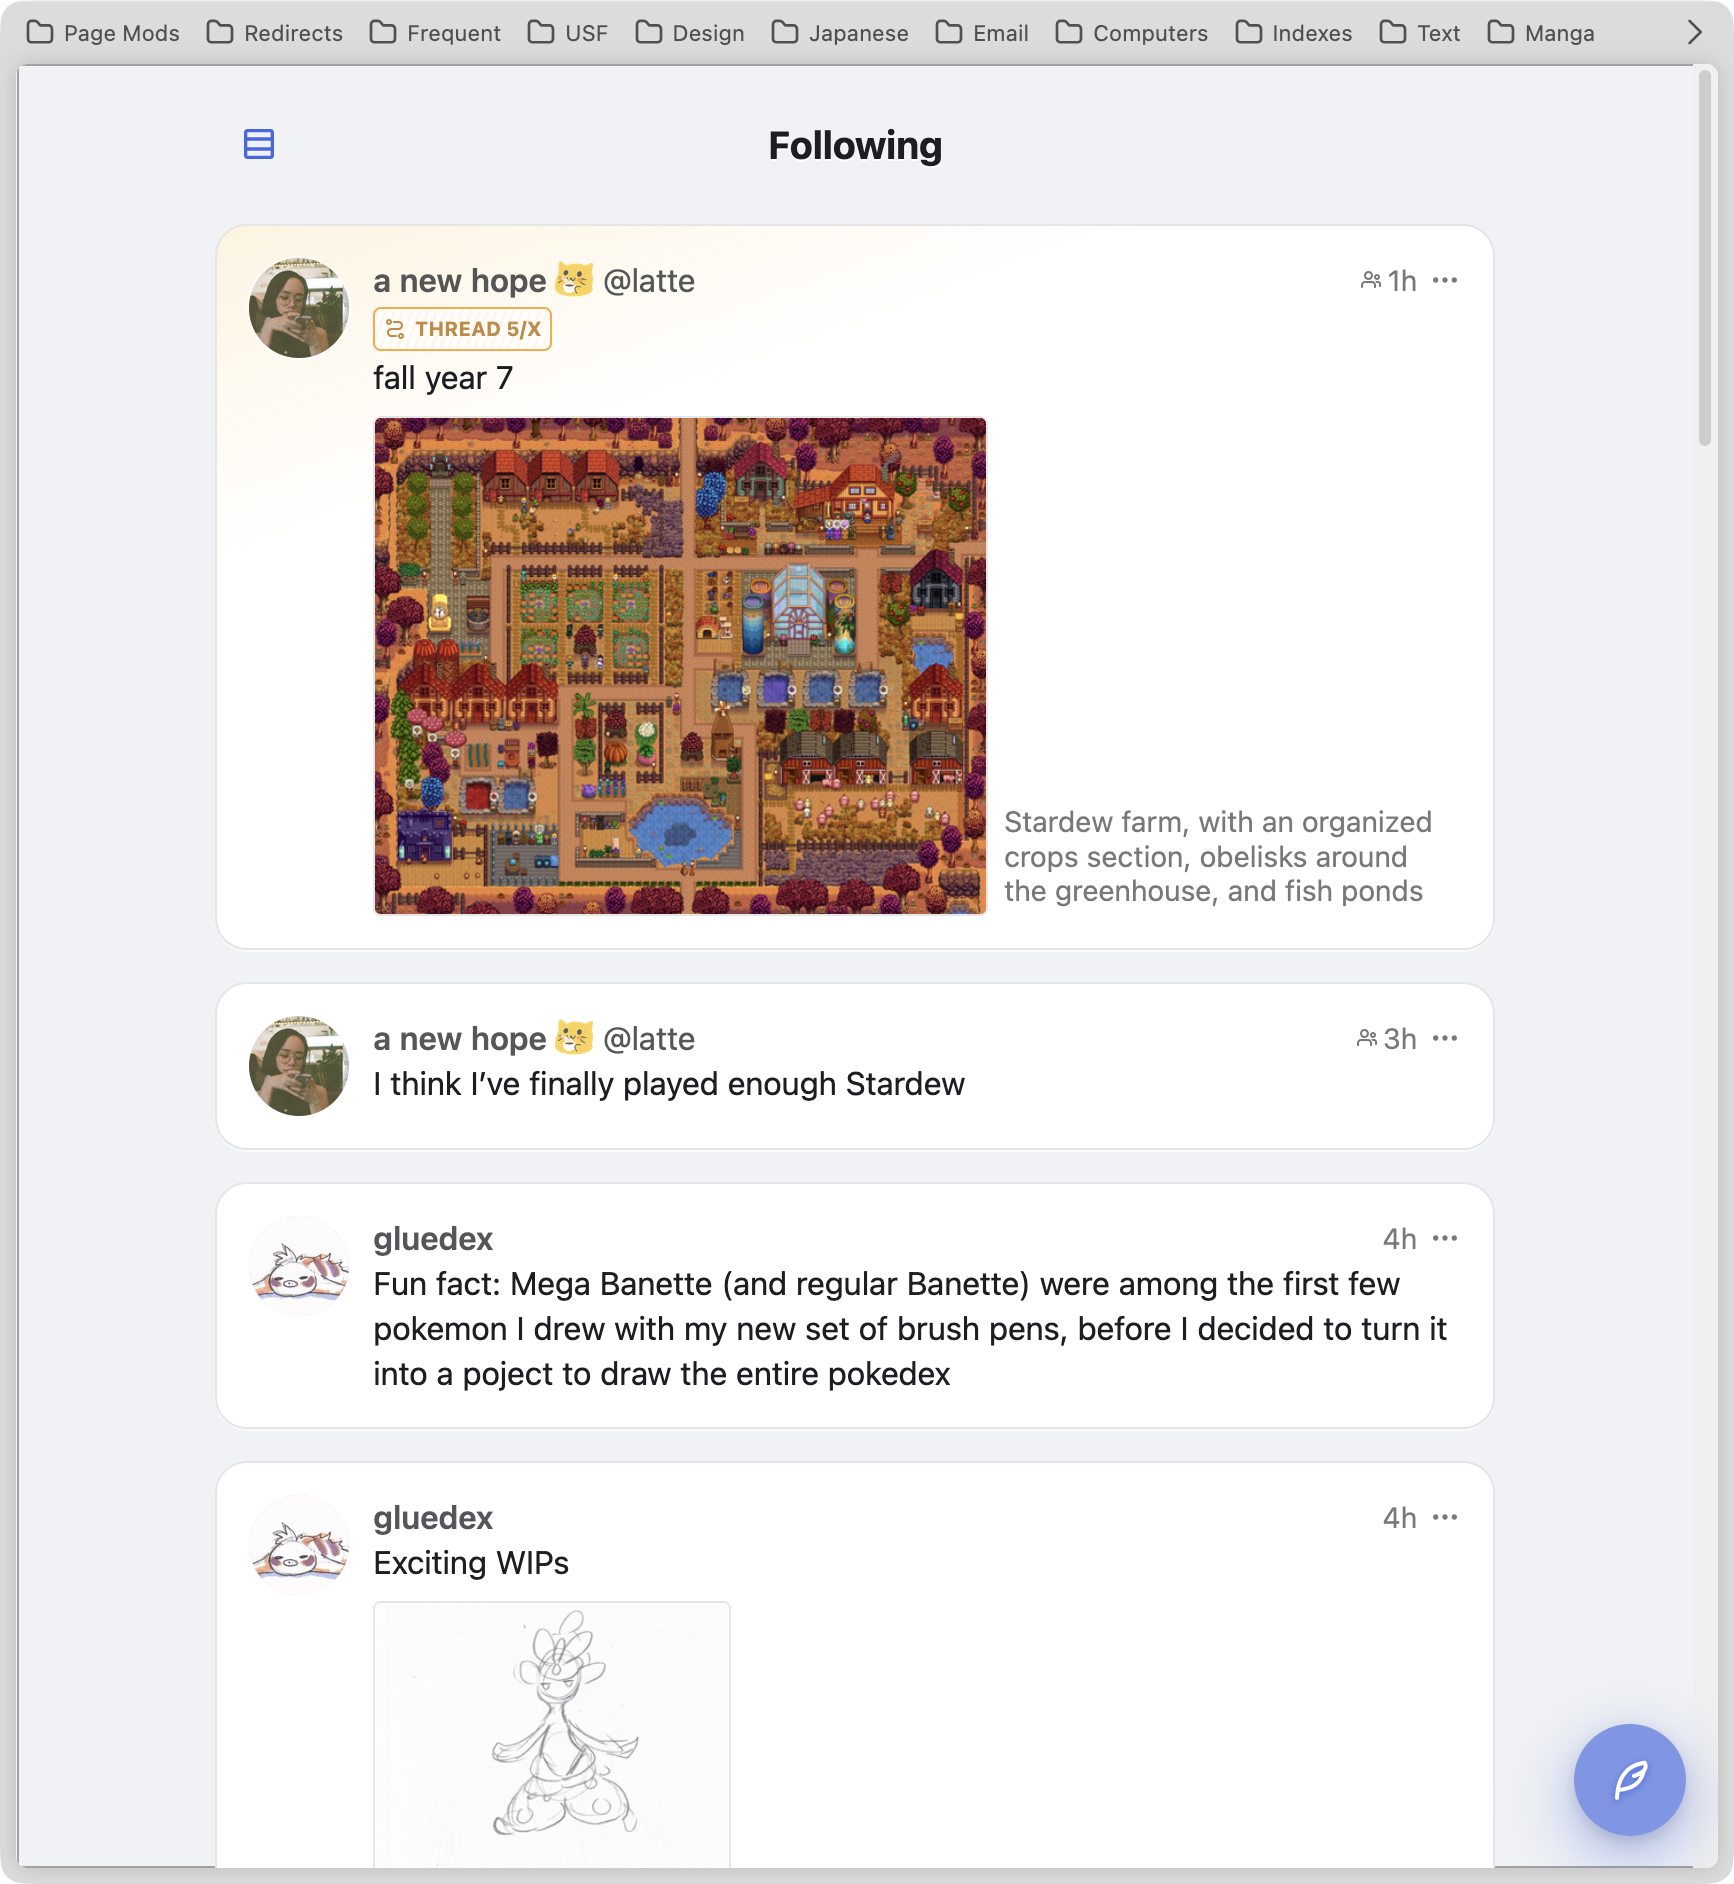 Page Mods Redirects Frequent USF Design Japanese Email Computers Indexes Text Manga
Following
a new hope @latte 1h
THREAD 5/X
fall year 7
Stardew farm, with an organized
crops section, obelisks around
the greenhouse, and fish ponds
a new hope @latte 3h
I think I’ve finally played enough Stardew
gluedex 4h
Fun fact: Mega Banette (and regular Banette) were among the first few
pokemon I drew with my new set of brush pens, before I decided to turn it
into a poject to draw the entire pokedex
gluedex 4h
Exciting WIPs